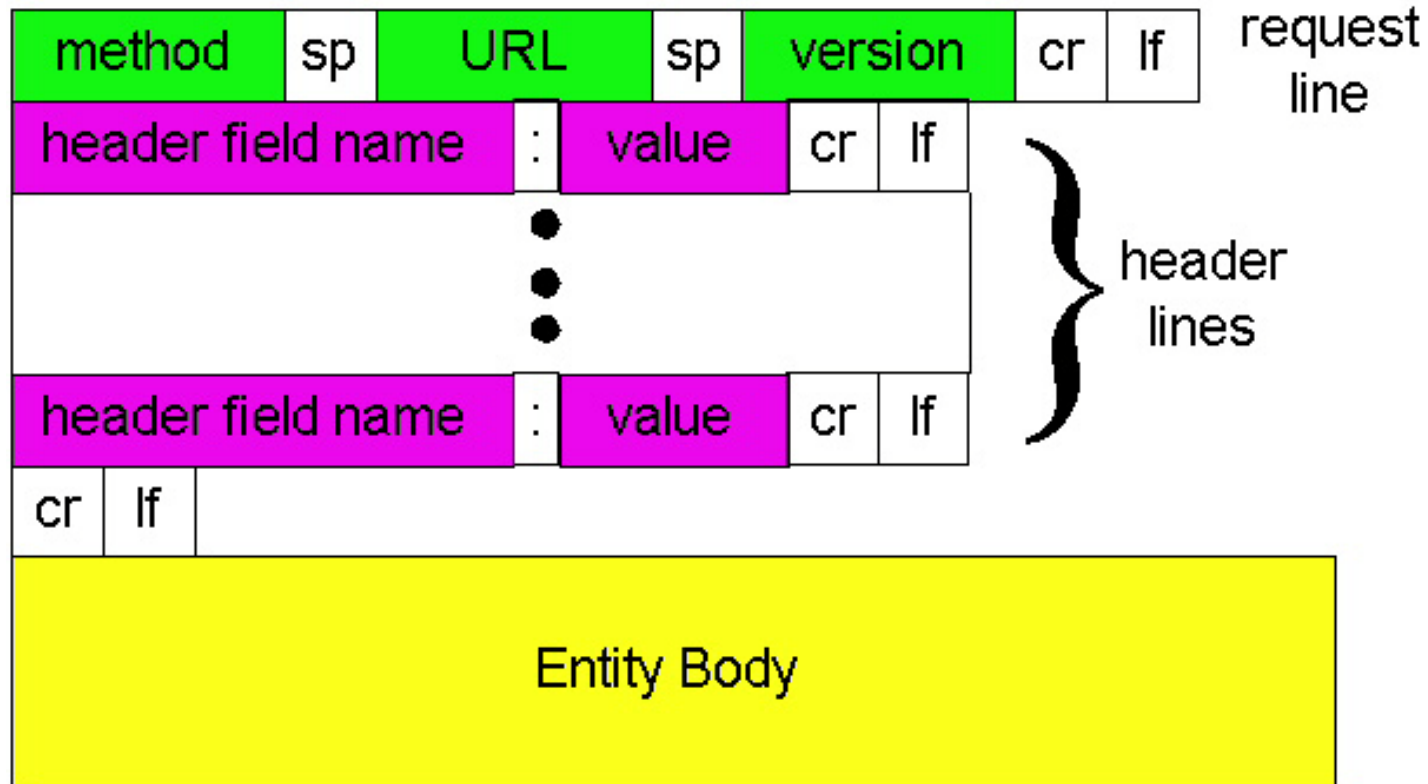 method sp URL sp version cr lf request line
header field name : value cr lf
header lines
header field name : value cr lf
cr lf
Entity Body